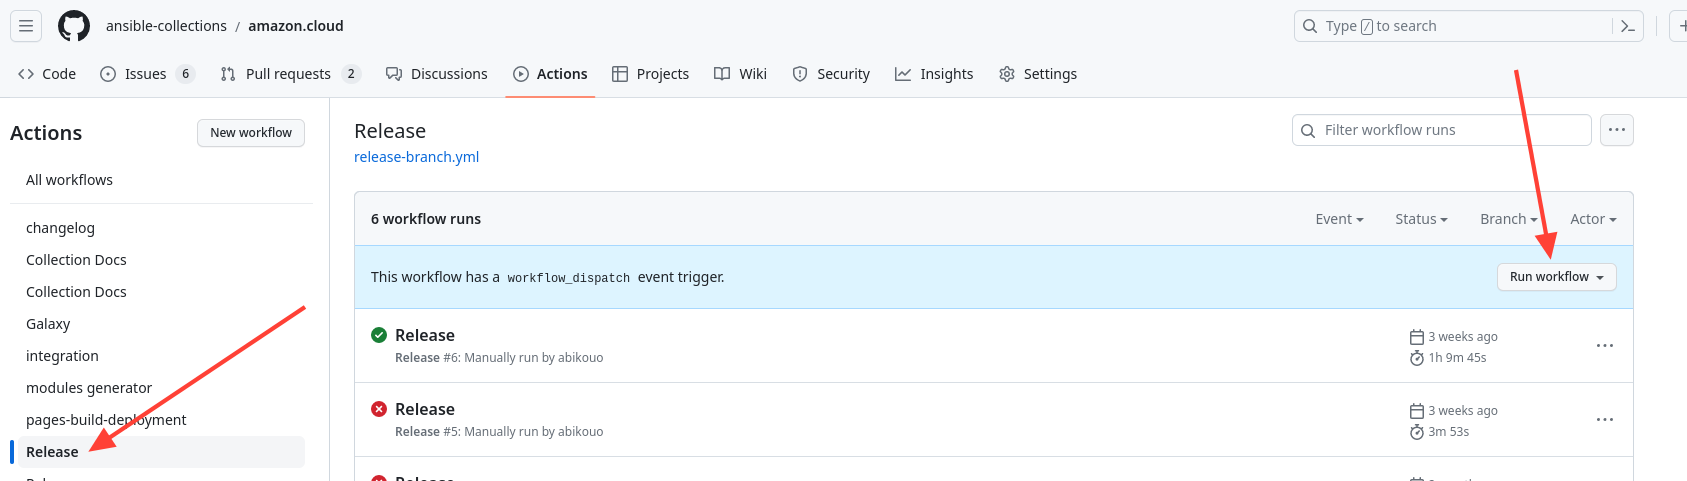 ansible-collections / amazon.cloud
Type / to search
Code
Issues 6
Pull requests 2
Discussions
Actions
Projects
Wiki
Security
Insights
Settings
Actions
New workflow
All workflows
changelog
Collection Docs
Collection Docs
Galaxy
integration
modules generator
pages-build-deployment
Release
Release
release-branch.yml
Filter workflow runs
6 workflow runs
Event
Status
Branch
Actor
This workflow has a workflow_dispatch event trigger.
Run workflow
Release
Release #6: Manually run by abikouo
3 weeks ago
1h 9m 45s
Release
Release #5: Manually run by abikouo
3 weeks ago
3m 53s